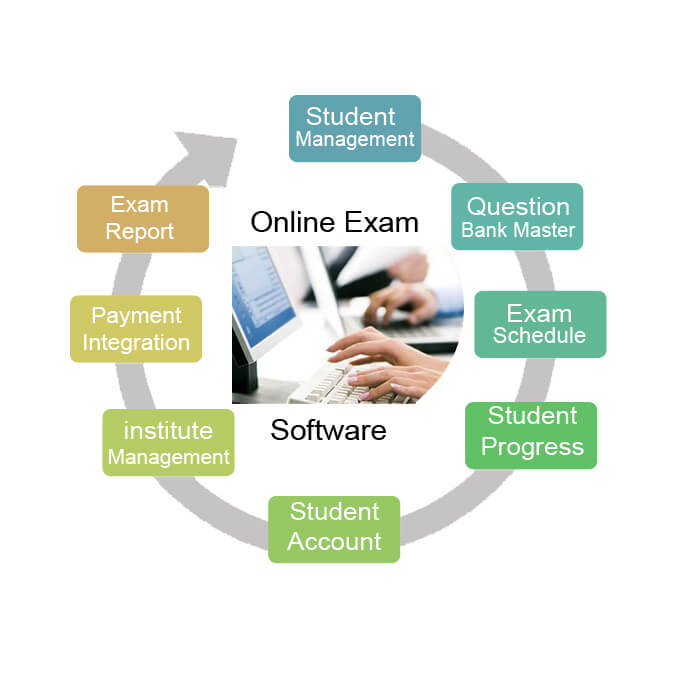 Student
Management
Question
Bank Master
Exam
Schedule
Student
Progress
Student
Account
institute
Management
Payment
Integration
Exam
Report
Online Exam
Software